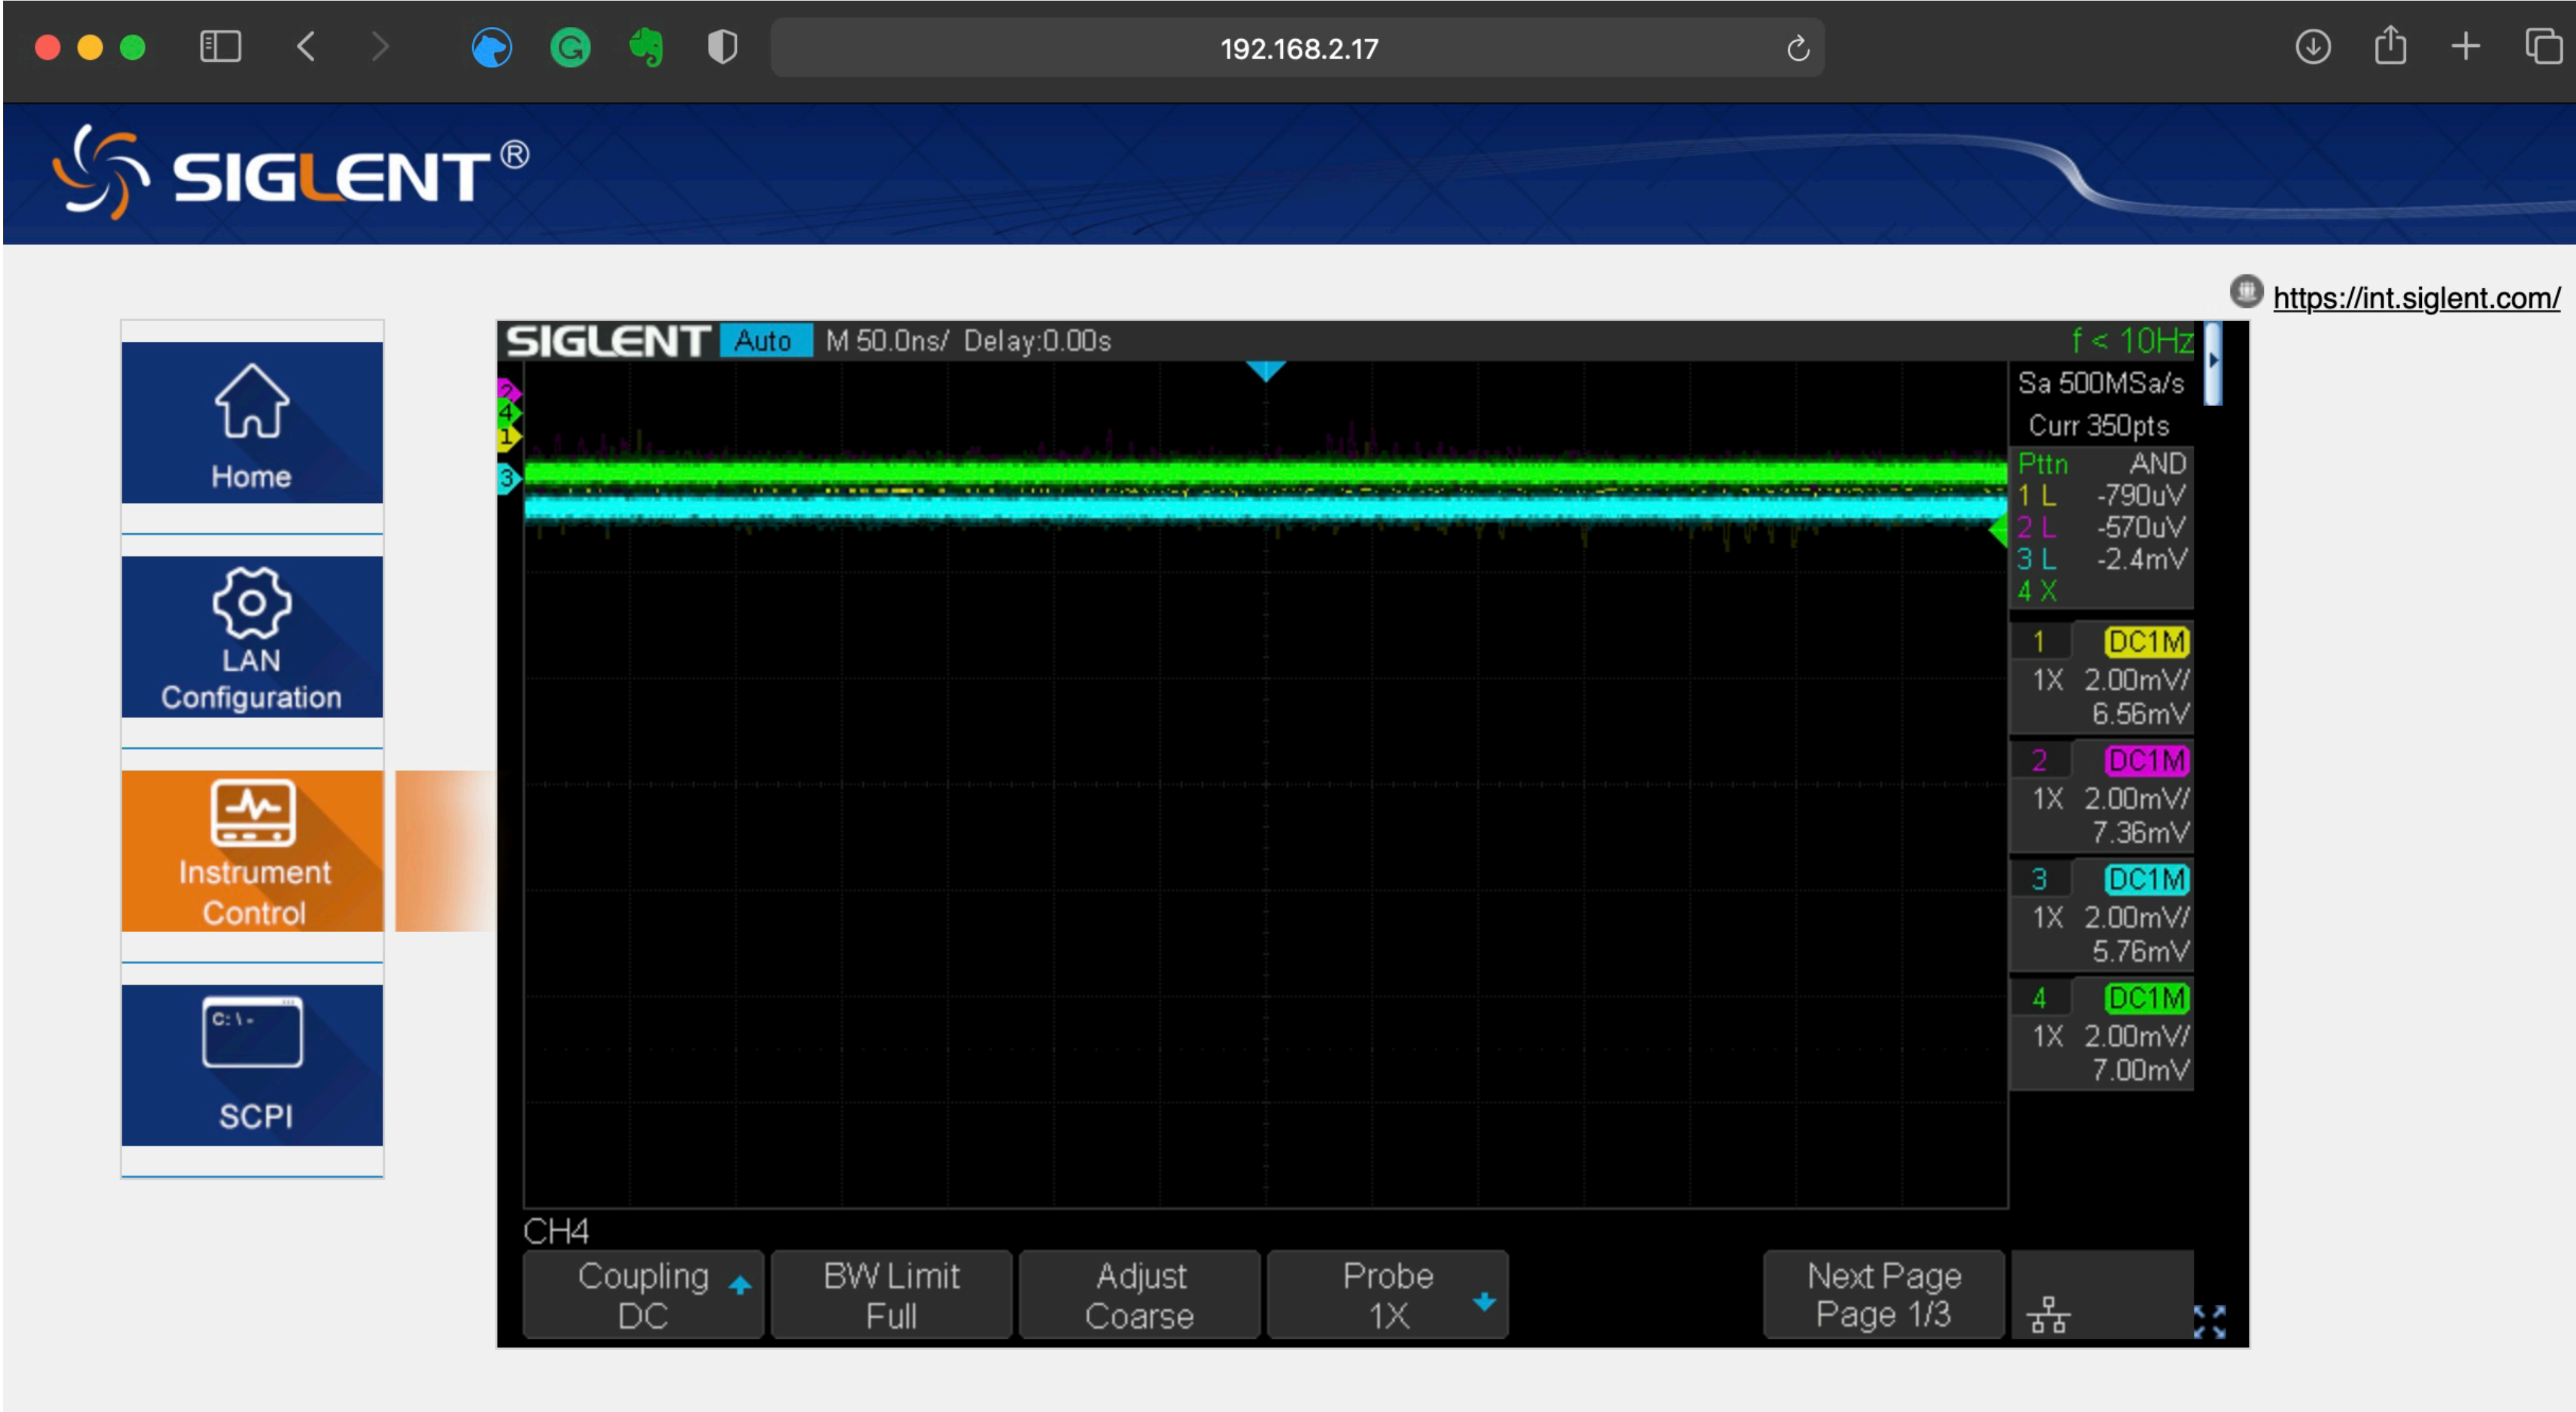 192.168.2.17
SIGLENT®
https://int.siglent.com/
Home
LAN
Configuration
Instrument
Control
C:\-
SCPI
SIGLENT Auto M 50.0ns/ Delay:0.00s f < 10Hz
Sa 500MSa/s
Curr 350pts
2
4
1
3
Pttn AND
1 L -790uV
2 L -570uV
3 L -2.4mV
4 X
1 DC1M
1X 2.00mV/
6.56mV
2 DC1M
1X 2.00mV/
7.36mV
3 DC1M
1X 2.00mV/
5.76mV
4 DC1M
1X 2.00mV/
7.00mV
CH4
Coupling
DC
BW Limit
Full
Adjust
Coarse
Probe
1X
Next Page
Page 1/3